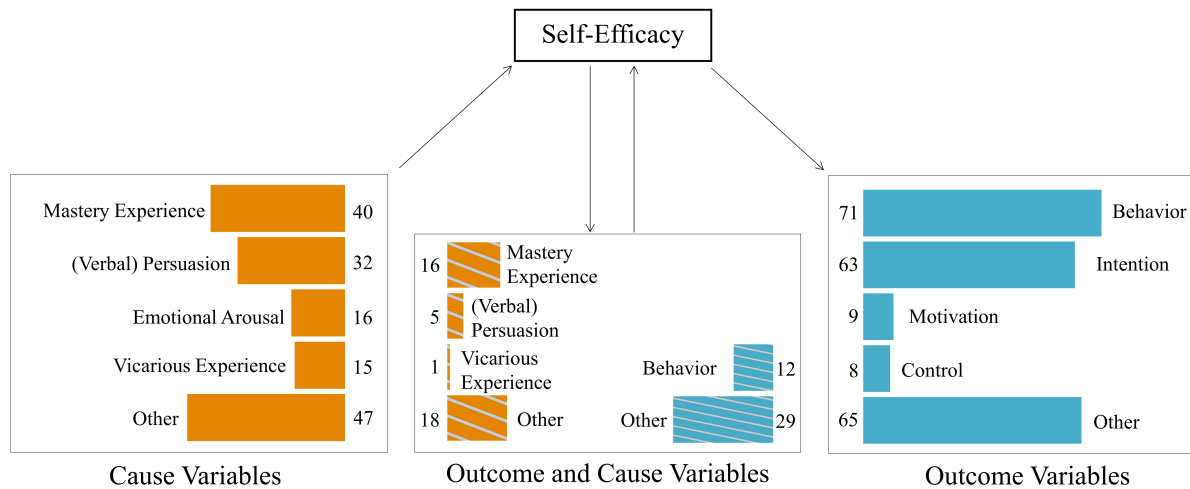 Self-Efficacy
Mastery Experience 40
(Verbal) Persuasion 32
Emotional Arousal 16
Vicarious Experience 15
Other 47
Cause Variables
16 Mastery
Experience
5 (Verbal)
Persuasion
1 Vicarious
Experience
18 Other
Behavior 12
Other 29
Outcome and Cause Variables
71 Behavior
63 Intention
9 Motivation
8 Control
65 Other
Outcome Variables